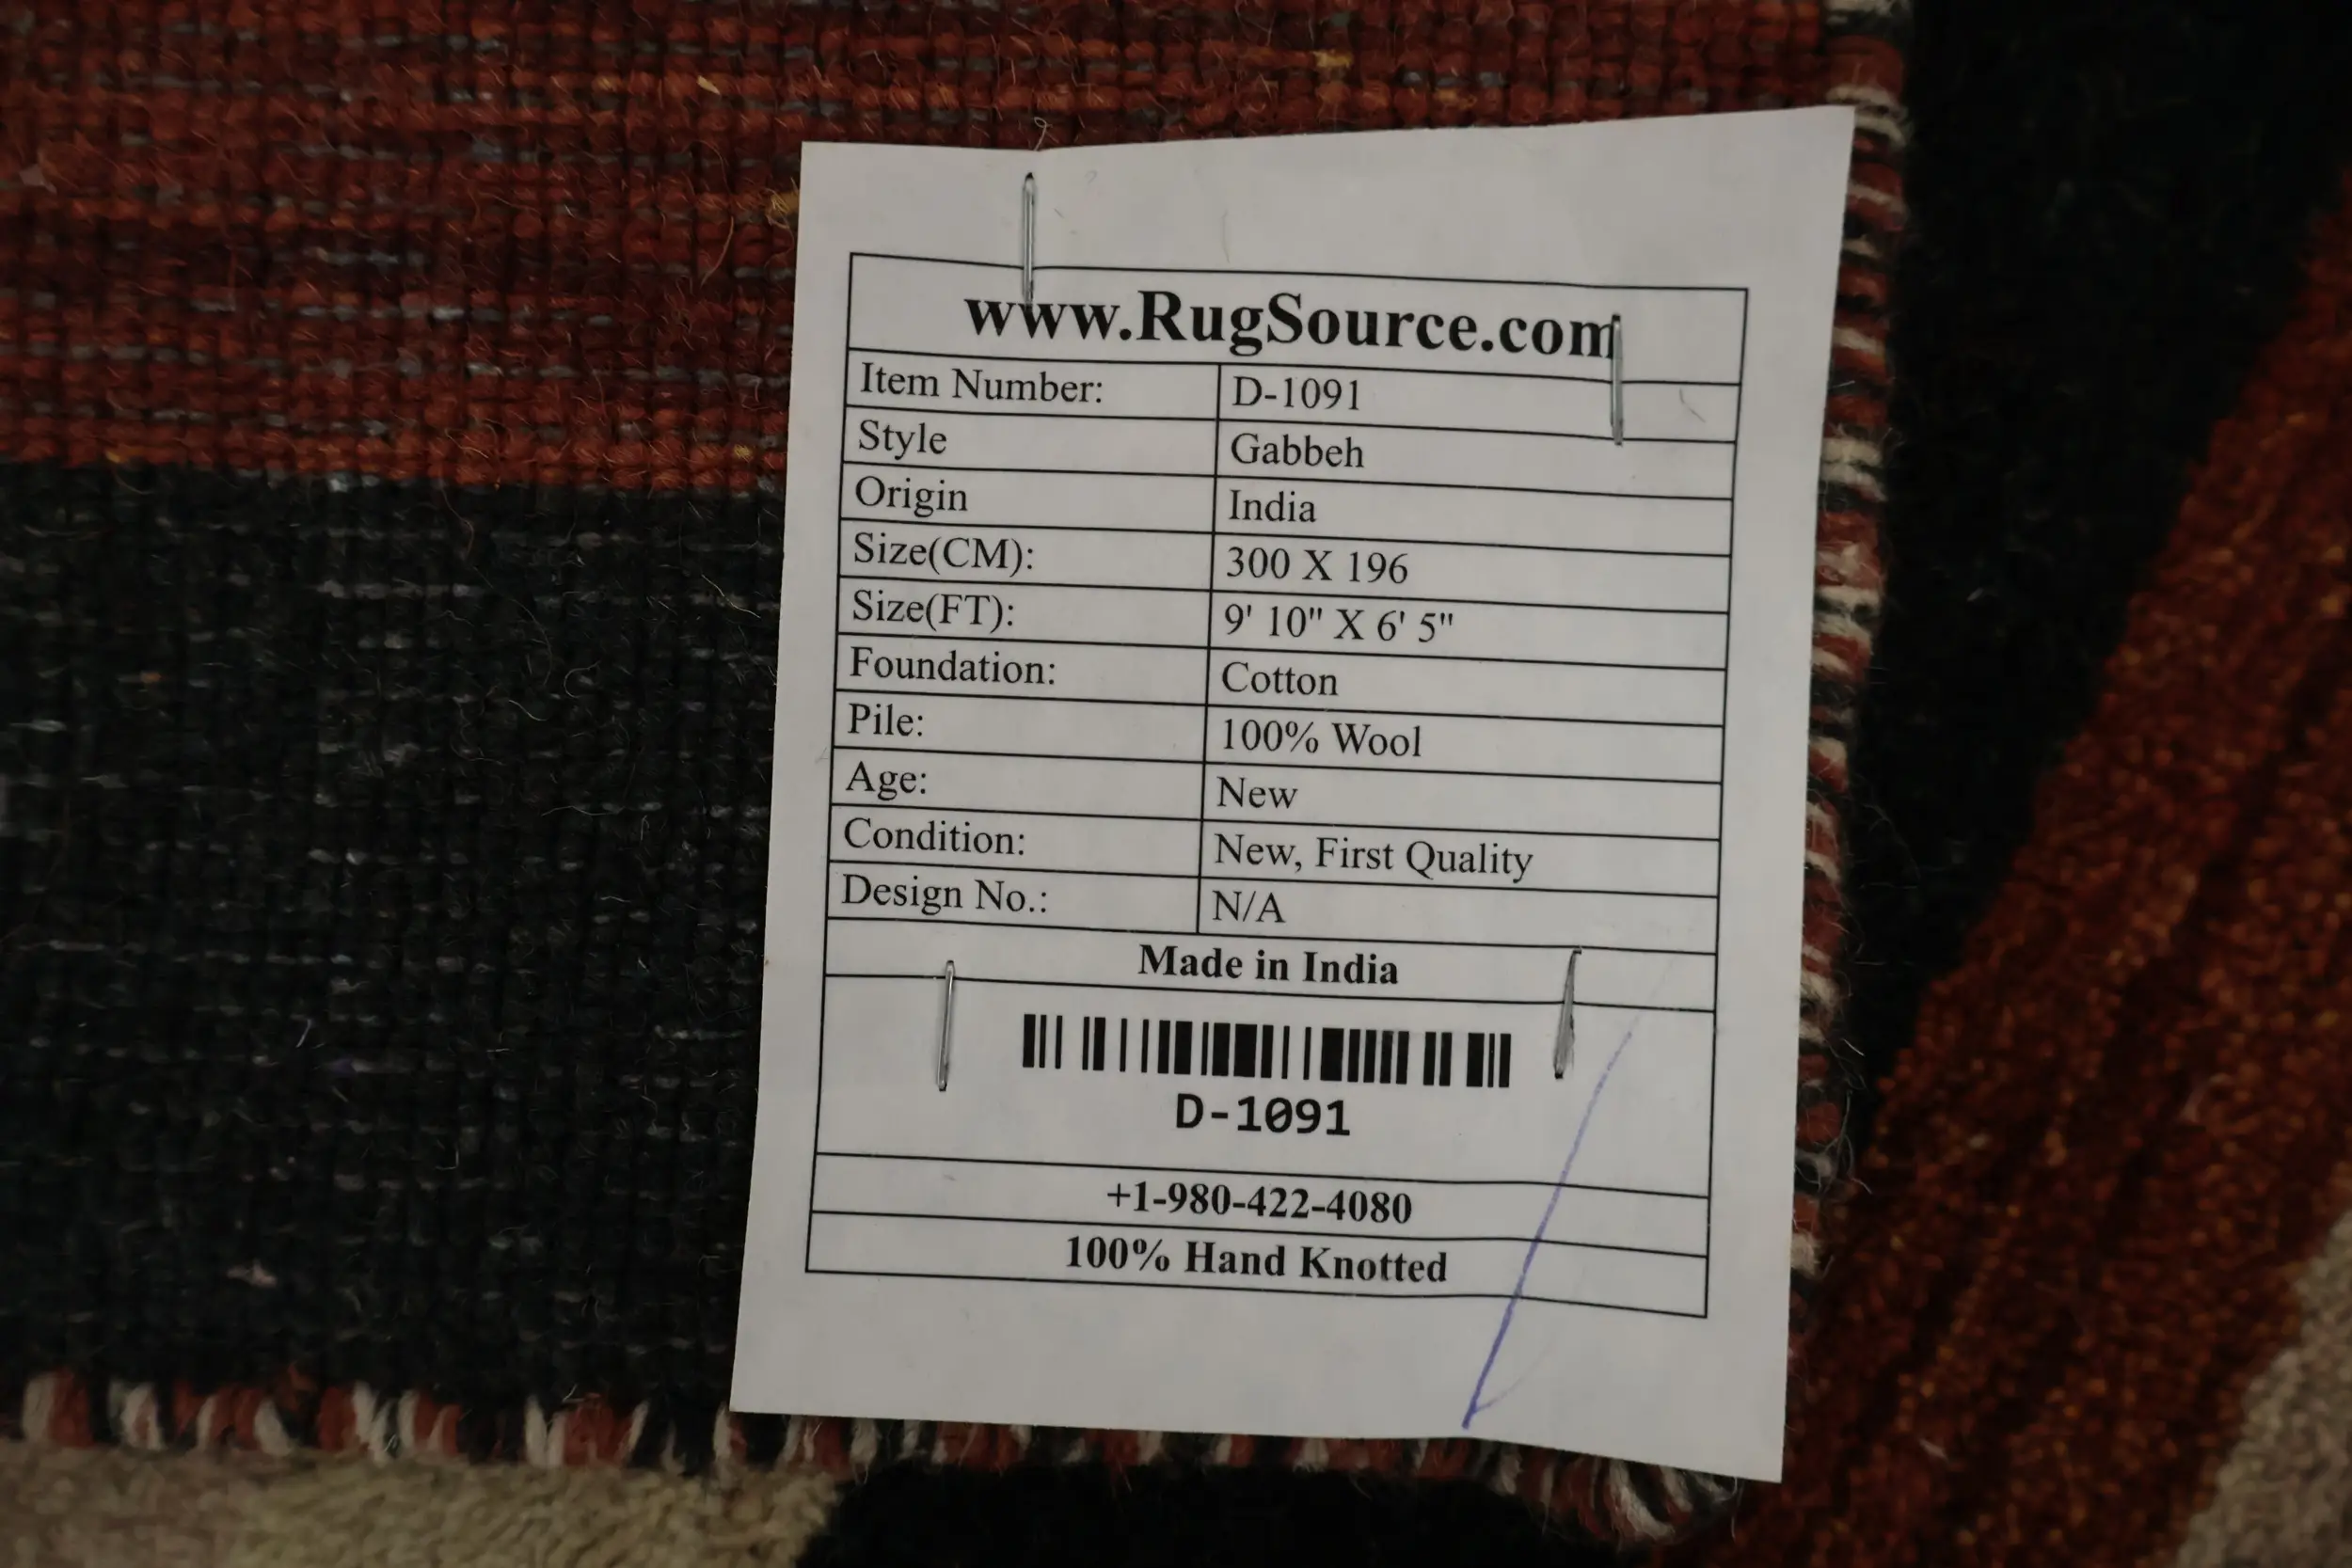 www.RugSource.com
Item Number: D-1091
Style Gabbeh
Origin India
Size(CM): 300 X 196
Size(FT): 9' 10" X 6' 5"
Foundation: Cotton
Pile: 100% Wool
Age: New
Condition: New, First Quality
Design No.: N/A
Made in India
D-1091
+1-980-422-4080
100% Hand Knotted